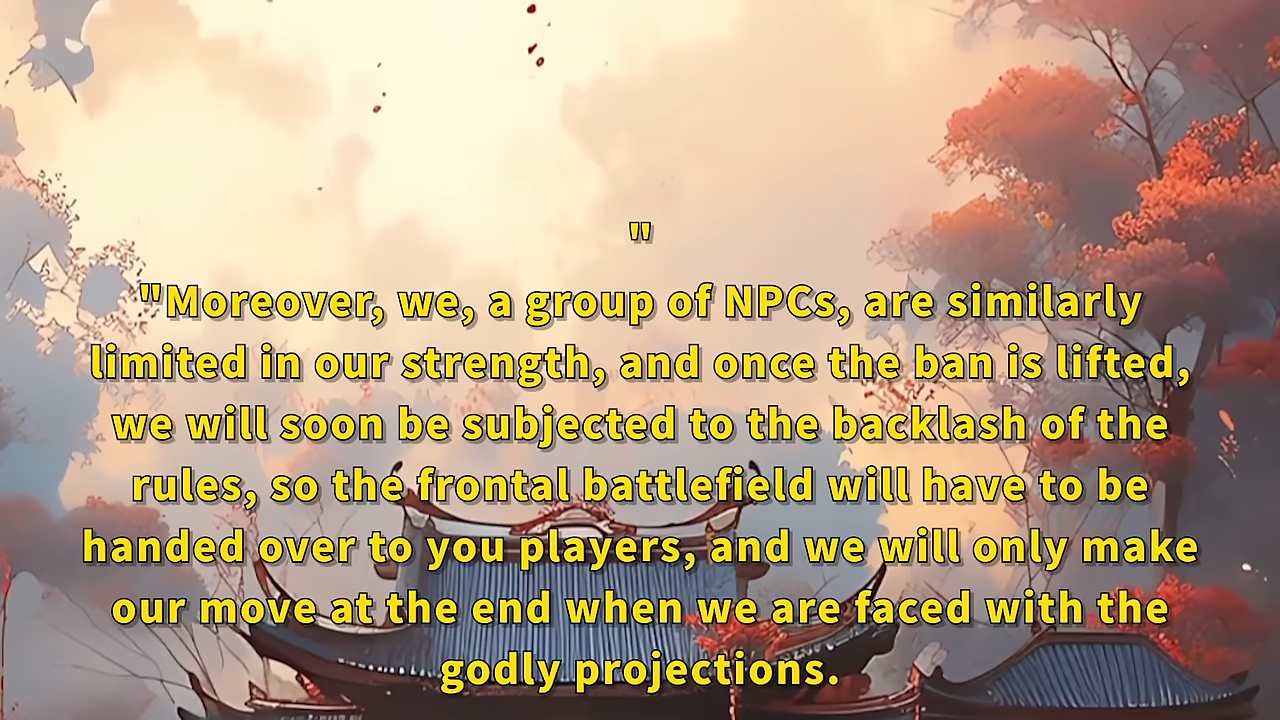 "
"Moreover, we, a group of NPCs, are similarly
limited in our strength, and once the ban is lifted,
we will soon be subjected to the backlash of the
rules, so the frontal battlefield will have to be
handed over to you players, and we will only make
our move at the end when we are faced with the
godly projections.